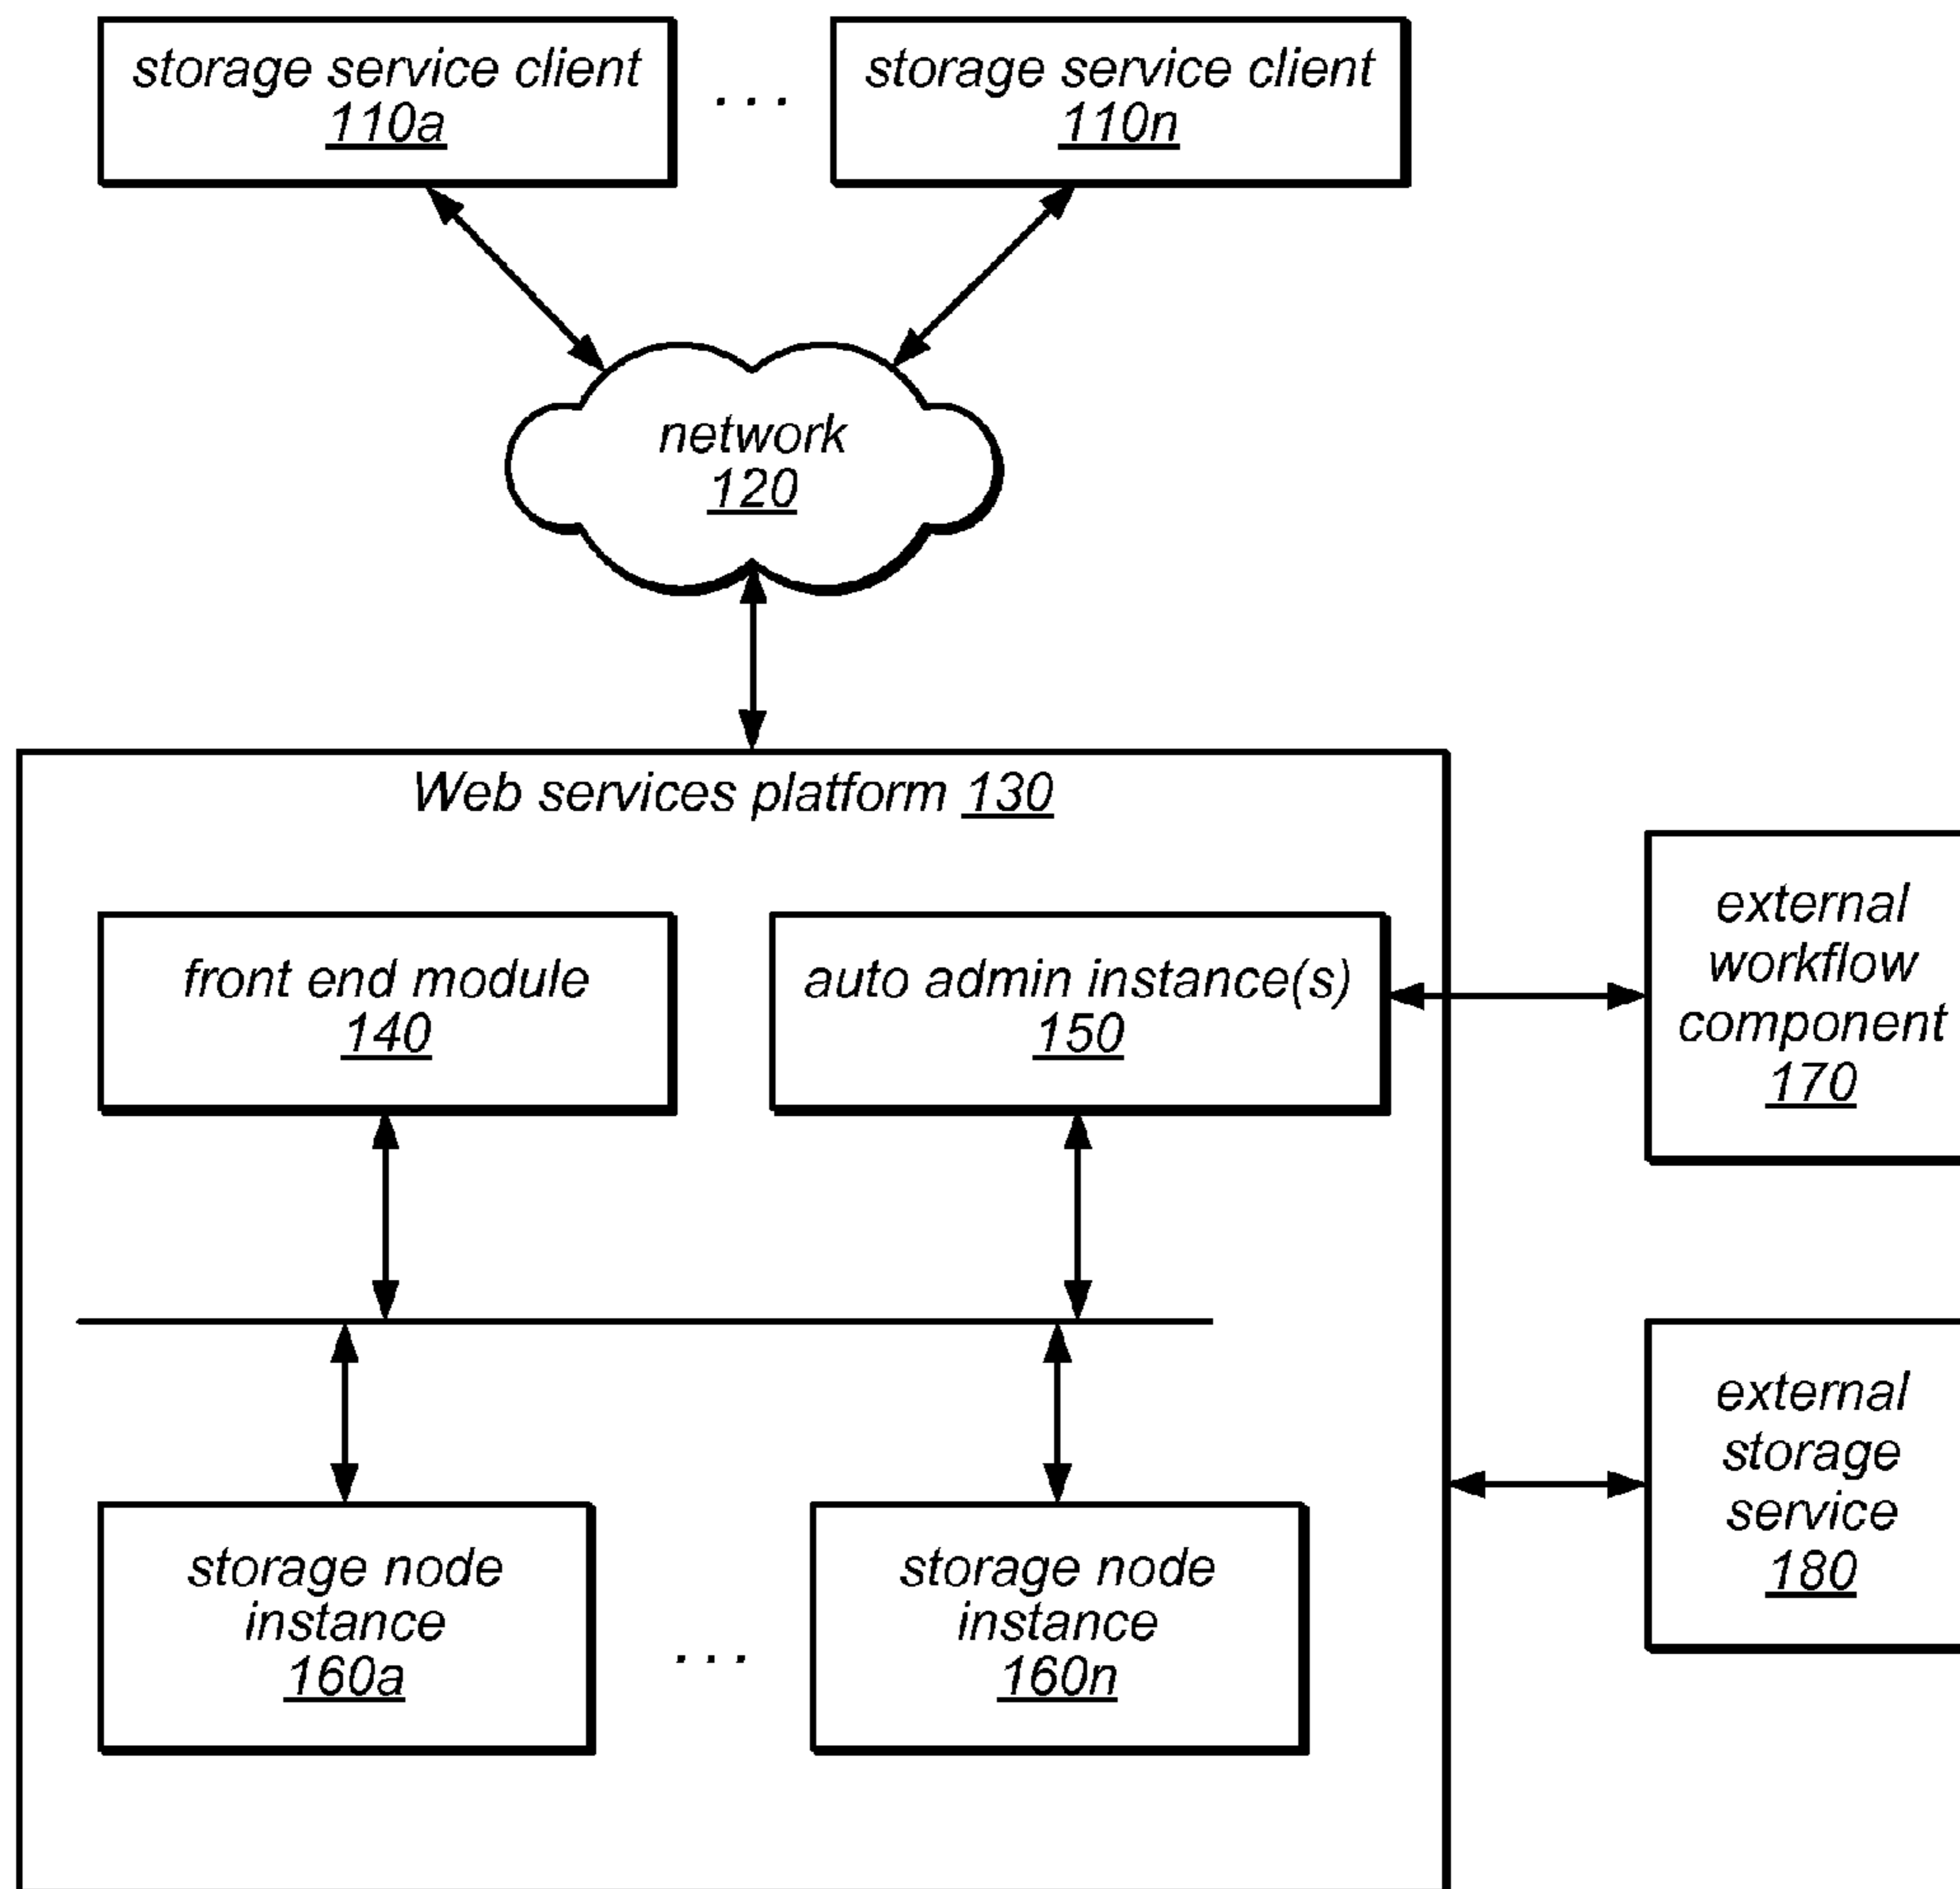 storage service client
110a
...
storage service client
110n
network
120
Web services platform 130
front end module
140
auto admin instance(s)
150
external
workflow
component
170
external
storage
service
180
storage node
instance
160a
...
storage node
instance
160n